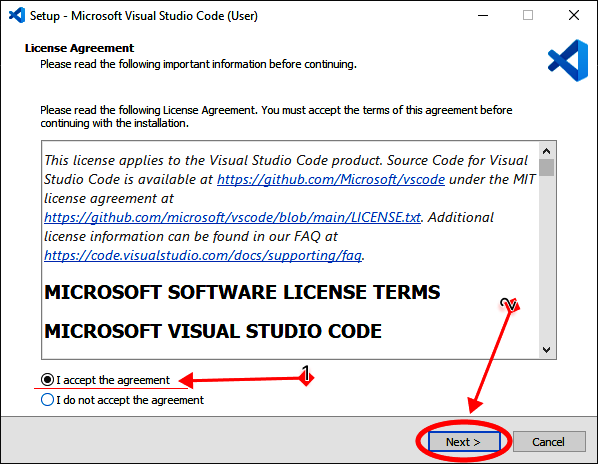 Setup - Microsoft Visual Studio Code (User)
License Agreement
Please read the following important information before continuing.
Please read the following License Agreement. You must accept the terms of this agreement before
continuing with the installation.
This license applies to the Visual Studio Code product. Source Code for Visual
Studio Code is available at https://github.com/Microsoft/vscode under the MIT
license agreement at
https://github.com/microsoft/vscode/blob/main/LICENSE.txt. Additional
license information can be found in our FAQ at
https://code.visualstudio.com/docs/supporting/faq.
MICROSOFT SOFTWARE LICENSE TERMS
MICROSOFT VISUAL STUDIO CODE
2
I accept the agreement
1
I do not accept the agreement
Next >
Cancel